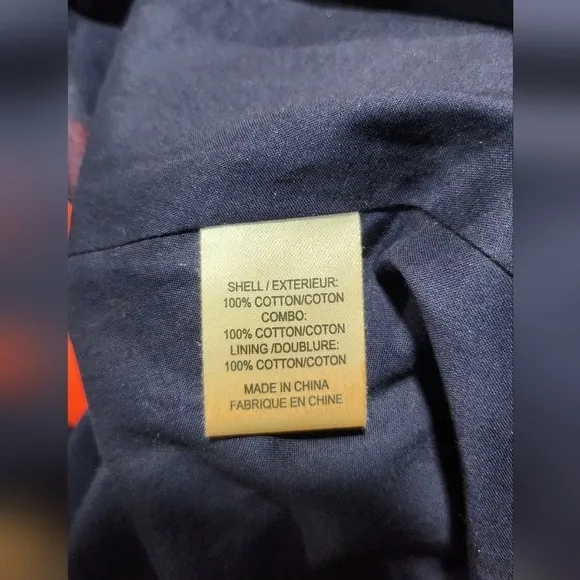 SHELL / EXTERIEUR:
100% COTTON/COTON
COMBO:
100% COTTON/COTON
LINING /DOUBLURE:
100% COTTON/COTON
MADE IN CHINA
FABRIQUE EN CHINE